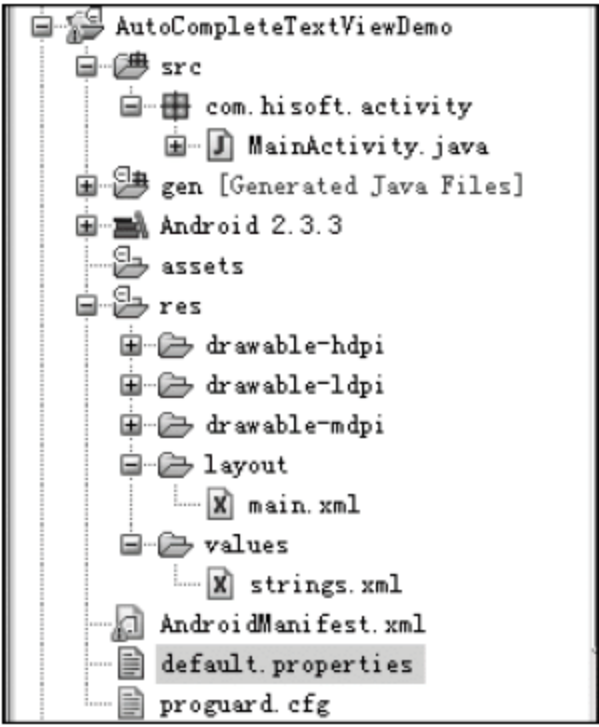 AutoCompleteTextViewDemo
src
com.hisoft.activity
MainActivity.java
gen [Generated Java Files]
Android 2.3.3
assets
res
drawable-hdpi
drawable-ldpi
drawable-mdpi
layout
main.xml
values
strings.xml
AndroidManifest.xml
default.properties
proguard.cfg